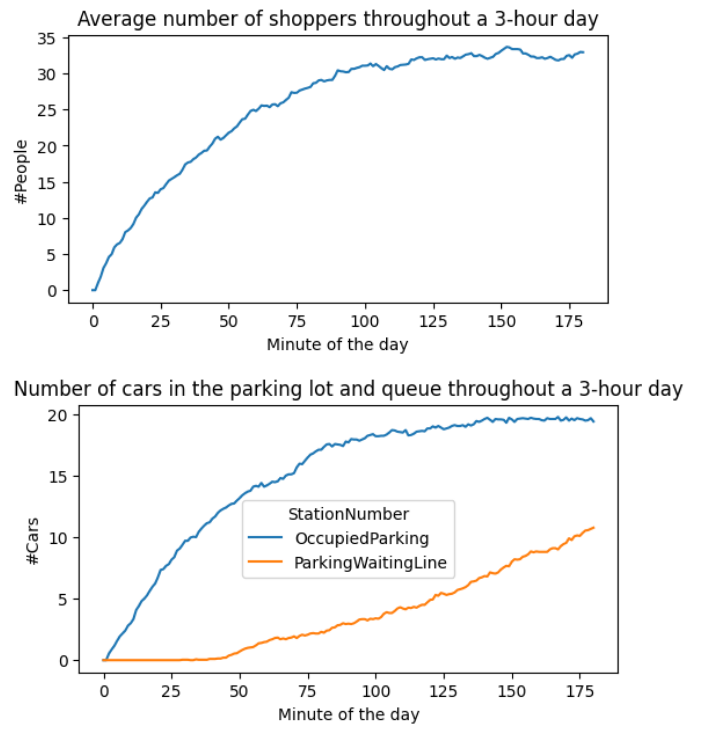 Average number of shoppers throughout a 3-hour day
35
30
25
20
15
10
5
0
#People
0 25 50 75 100 125 150 175
Minute of the day
Number of cars in the parking lot and queue throughout a 3-hour day
20
15
10
5
0
#Cars
StationNumber
OccupiedParking
ParkingWaitingLine
0 25 50 75 100 125 150 175
Minute of the day